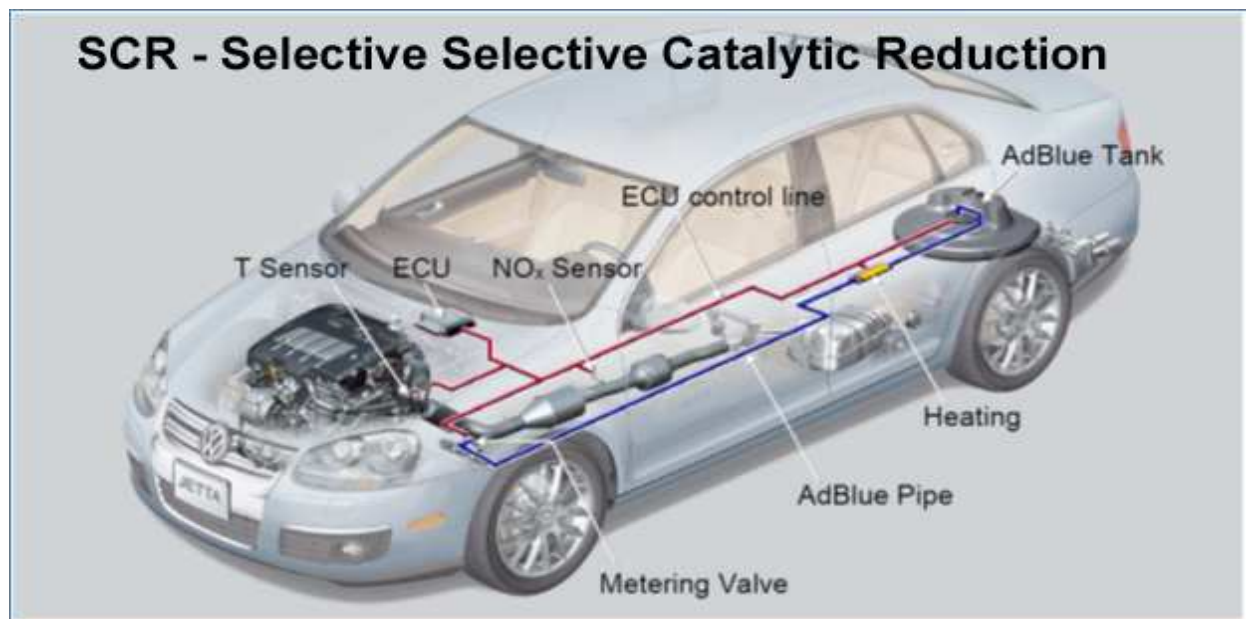 SCR - Selective Selective Catalytic Reduction
AdBlue Tank
ECU control line
T Sensor
ECU
NOₓ Sensor
Heating
AdBlue Pipe
JETTA
Metering Valve